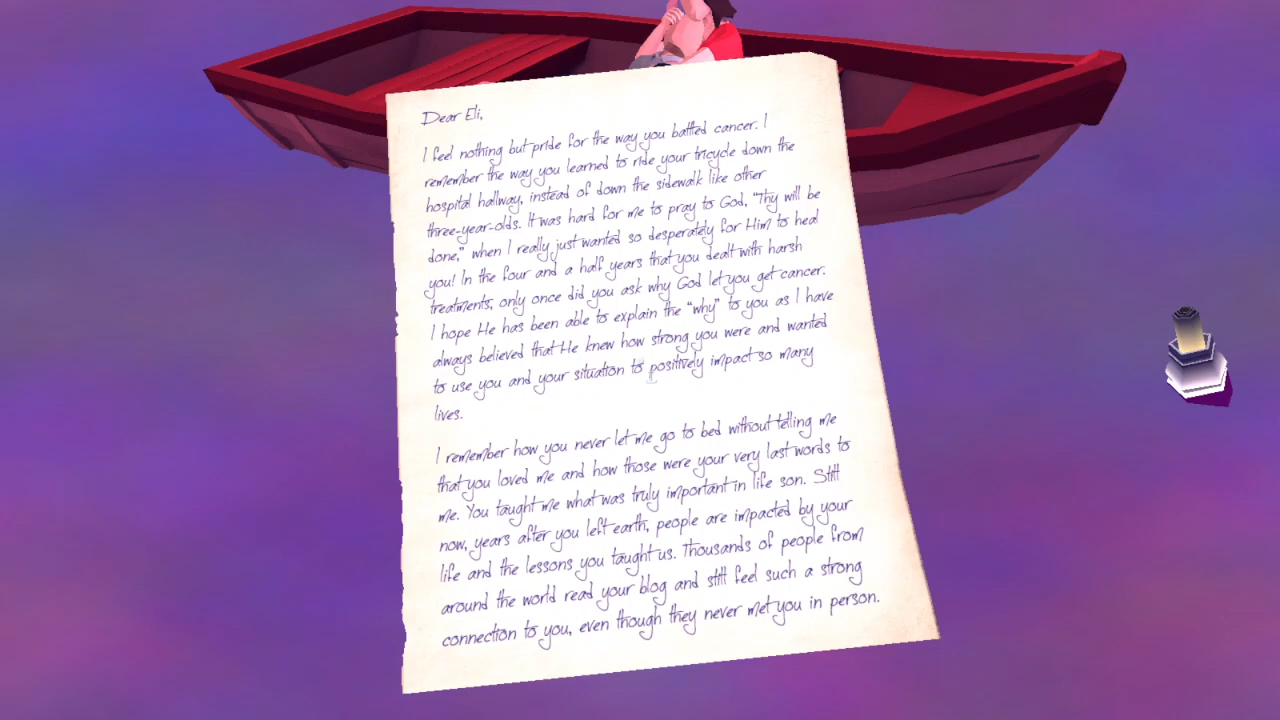 Dear Eli,
I feel nothing but pride for the way you battled cancer. I
remember the way you learned to ride your tricycle down the
hospital hallway, instead of down the sidewalk like other
three-year-olds. It was hard for me to pray to God, "Thy will be
done," when I really just wanted so desperately for Him to heal
you! In the four and a half years that you dealt with harsh
treatments, only once did you ask why God let you get cancer.
I hope He has been able to explain the "why" to you as I have
always believed that He knew how strong you were and wanted
to use you and your situation to positively impact so many
lives.
I remember how you never let me go to bed without telling me
that you loved me and how those were your very last words to
me. You taught me what was truly important in life son. Still
now, years after you left earth, people are impacted by your
life and the lessons you taught us. Thousands of people from
around the world read your blog and still feel such a strong
connection to you, even though they never met you in person.